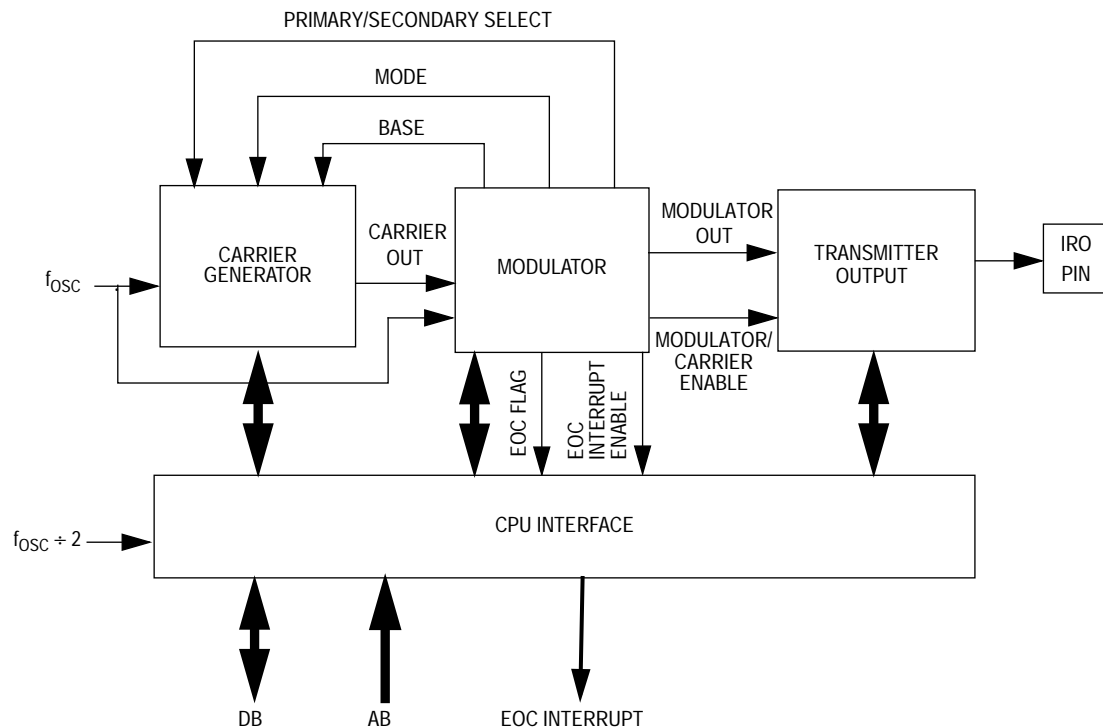 PRIMARY/SECONDARY SELECT
MODE
BASE
CARRIER
GENERATOR
CARRIER
OUT
MODULATOR
MODULATOR
OUT
TRANSMITTER
OUTPUT
IRO
PIN
fOSC
MODULATOR/
CARRIER
ENABLE
EOC FLAG
EOC
INTERRUPT
ENABLE
CPU INTERFACE
fOSC ÷ 2
DB
AB
EOC INTERRUPT